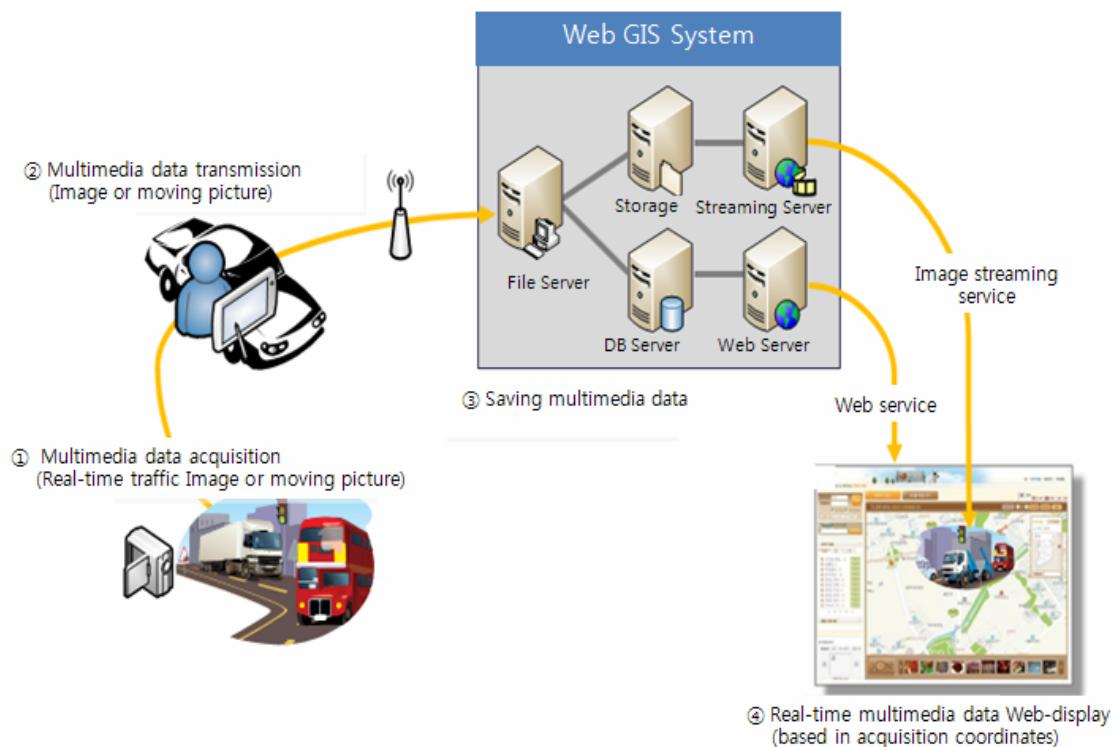 Web GIS System
② Multimedia data transmission
(Image or moving picture)
Storage
Streaming Server
File Server
DB Server
Web Server
Image streaming
service
③ Saving multimedia data
Web service
① Multimedia data acquisition
(Real-time traffic Image or moving picture)
④ Real-time multimedia data Web-display
(based in acquisition coordinates)